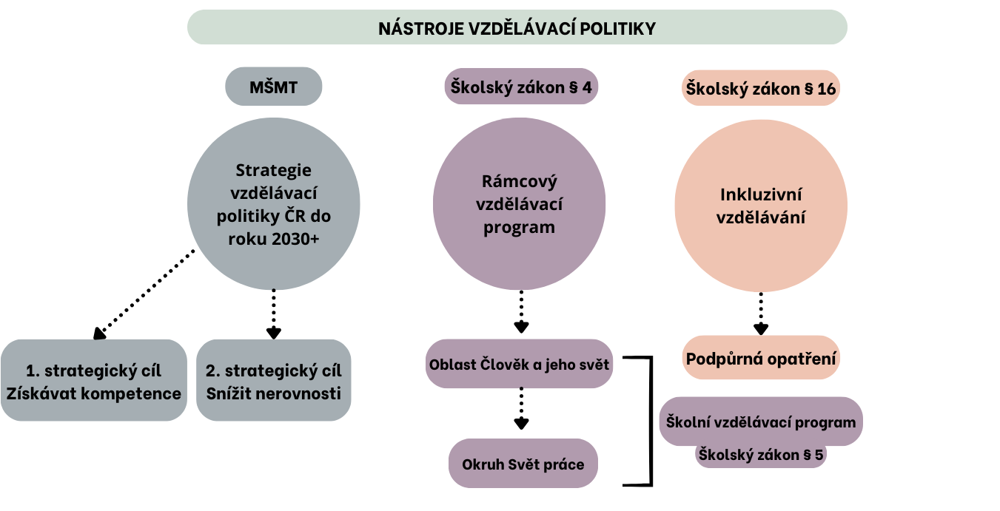 NÁSTROJE VZDĚLÁVACÍ POLITIKY
MŠMT
Strategie
vzdělávací
politiky ČR do
roku 2030+
1. strategický cíl
Získávat kompetence
2. strategický cíl
Snížit nerovnosti
Školský zákon § 4
Rámcový
vzdělávací
program
Oblast Člověk a jeho svět
Okruh Svět práce
Školský zákon § 16
Inkluzivní
vzdělávání
Podpůrná opatření
Školní vzdělávací program
Školský zákon § 5